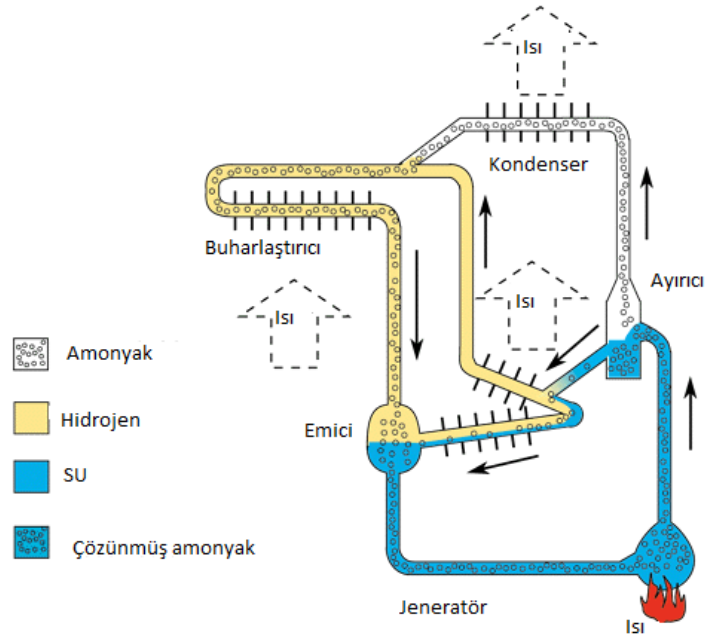 Isı
Kondenser
Buharlaştırıcı
Ayırıcı
Isı
Isı
Amonyak
Hidrojen
Emici
SU
Çözünmüş amonyak
Jeneratör
Isı